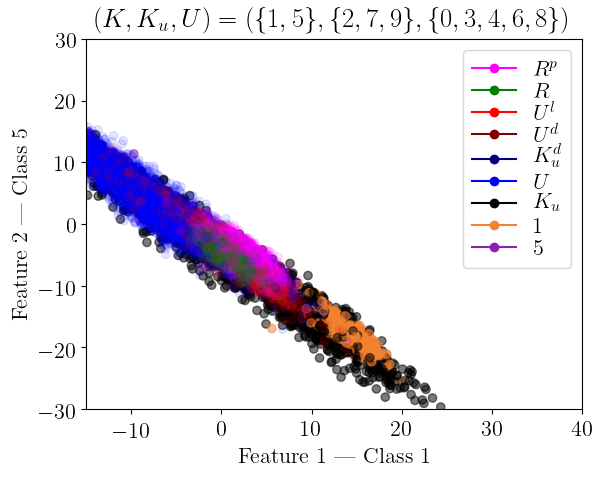 (K, K_u, U) = ({1, 5}, {2, 7, 9}, {0, 3, 4, 6, 8})
30
20
10
0
−10
−20
−30
−10
0
10
20
30
40
Feature 2 — Class 5
Feature 1 — Class 1
R^p
R
U^l
U^d
K_u^d
U
K_u
1
5